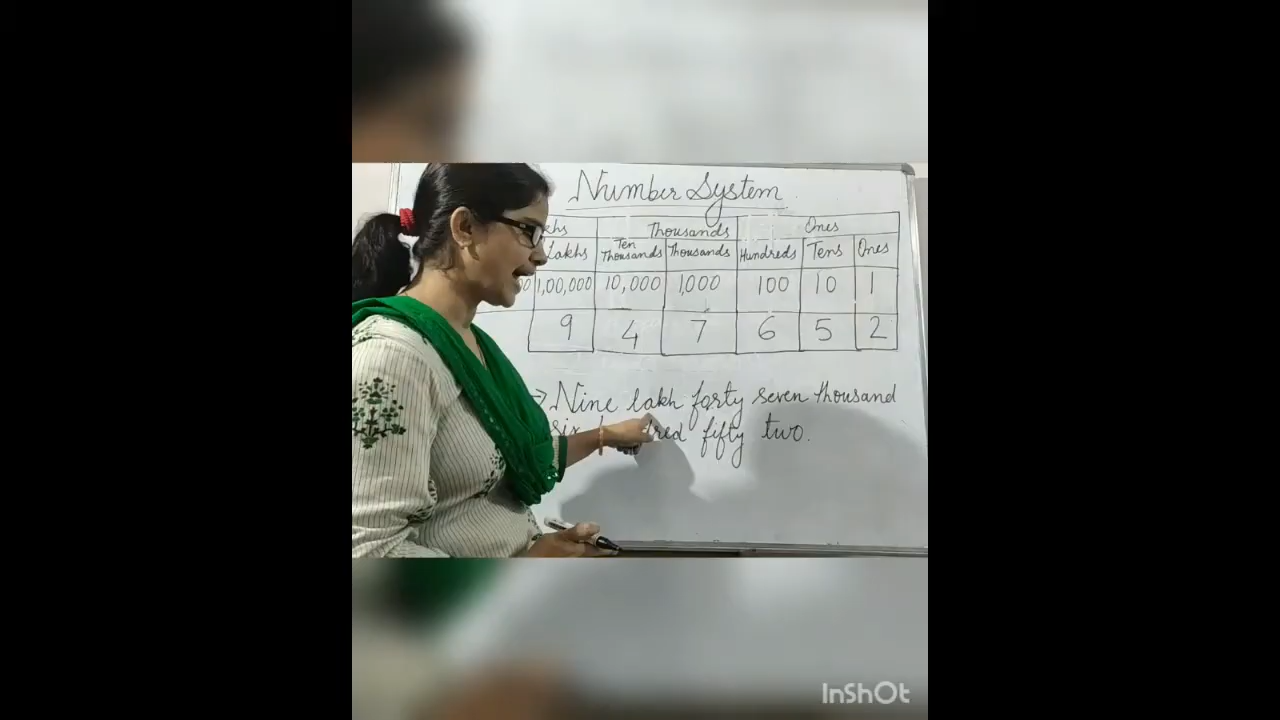 Number System
Thousands Ones
Lakhs Ten Thousands Thousands Hundreds Tens Ones
1,00,000 10,000 1,000 100 10 1
9 4 7 6 5 2
→ Nine lakh forty seven thousand
six fifty two.
InShOt